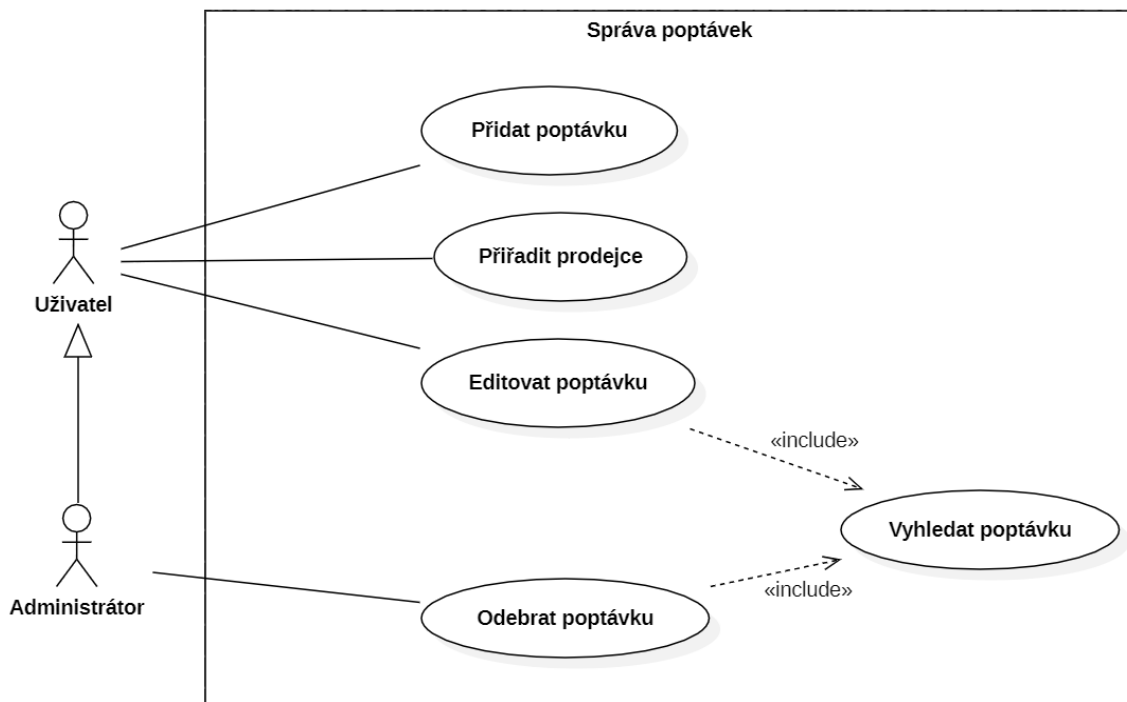 Správa poptávek
Přidat poptávku
Přiřadit prodejce
Uživatel
Editovat poptávku
«include»
Vyhledat poptávku
«include»
Administrátor
Odebrat poptávku